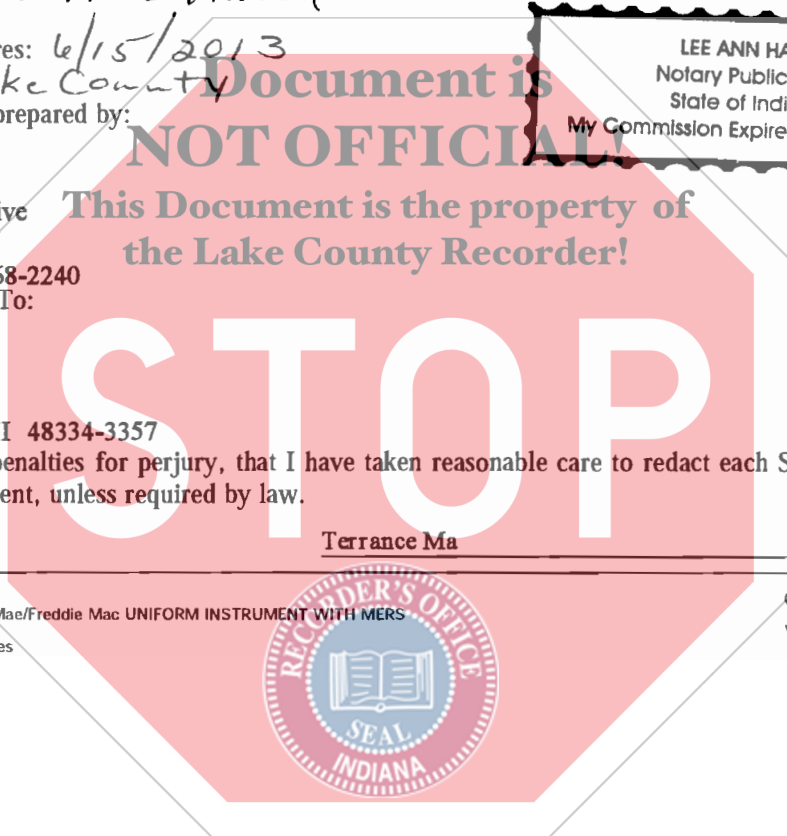 res: 6/15/2013
ke County
prepared by:
LEE ANN HA
Notary Public
State of Indi
My Commission Expire
Document is
NOT OFFICIAL!
This Document is the property of
the Lake County Recorder!
ive
58-2240
To:
STOP
I 48334-3357
penalties for perjury, that I have taken reasonable care to redact each S
ent, unless required by law.
Terrance Ma
Mae/Freddie Mac UNIFORM INSTRUMENT WITH MERS
es
RECORDER'S OFFICE
SEAL
INDIANA